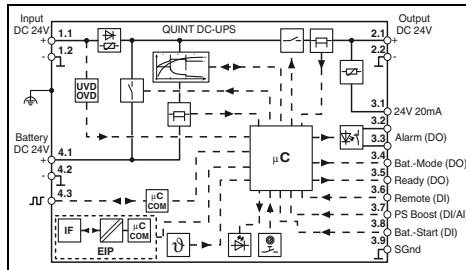 Input
DC 24V
+
1.1
1.2
-
QUINT DC-UPS
Output
DC 24V
2.1
+
2.2
-
UVD
OVD
3.1
24V 20mA
3.2
Alarm (DO)
3.3
3.4
Bat.-Mode (DO)
3.5
Ready (DO)
3.6
Remote (DI)
3.7
PS Boost (DI/AI)
3.8
Bat.-Start (DI)
3.9
SGnd
Battery
DC 24V
4.1
+
4.2
-
4.3
µC
µC
COM
IF
µC
COM
EIP
ϑ